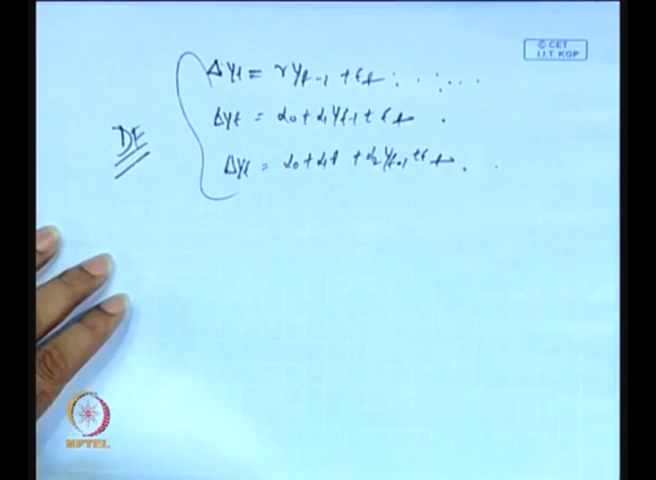 © CET
I.I.T. KGP
Δyt = γyt-1 + εt
Δyt = α0 + α1yt-1 + εt
DF
Δyt = α0 + α1t + α2yt-1 + εt
NPTEL